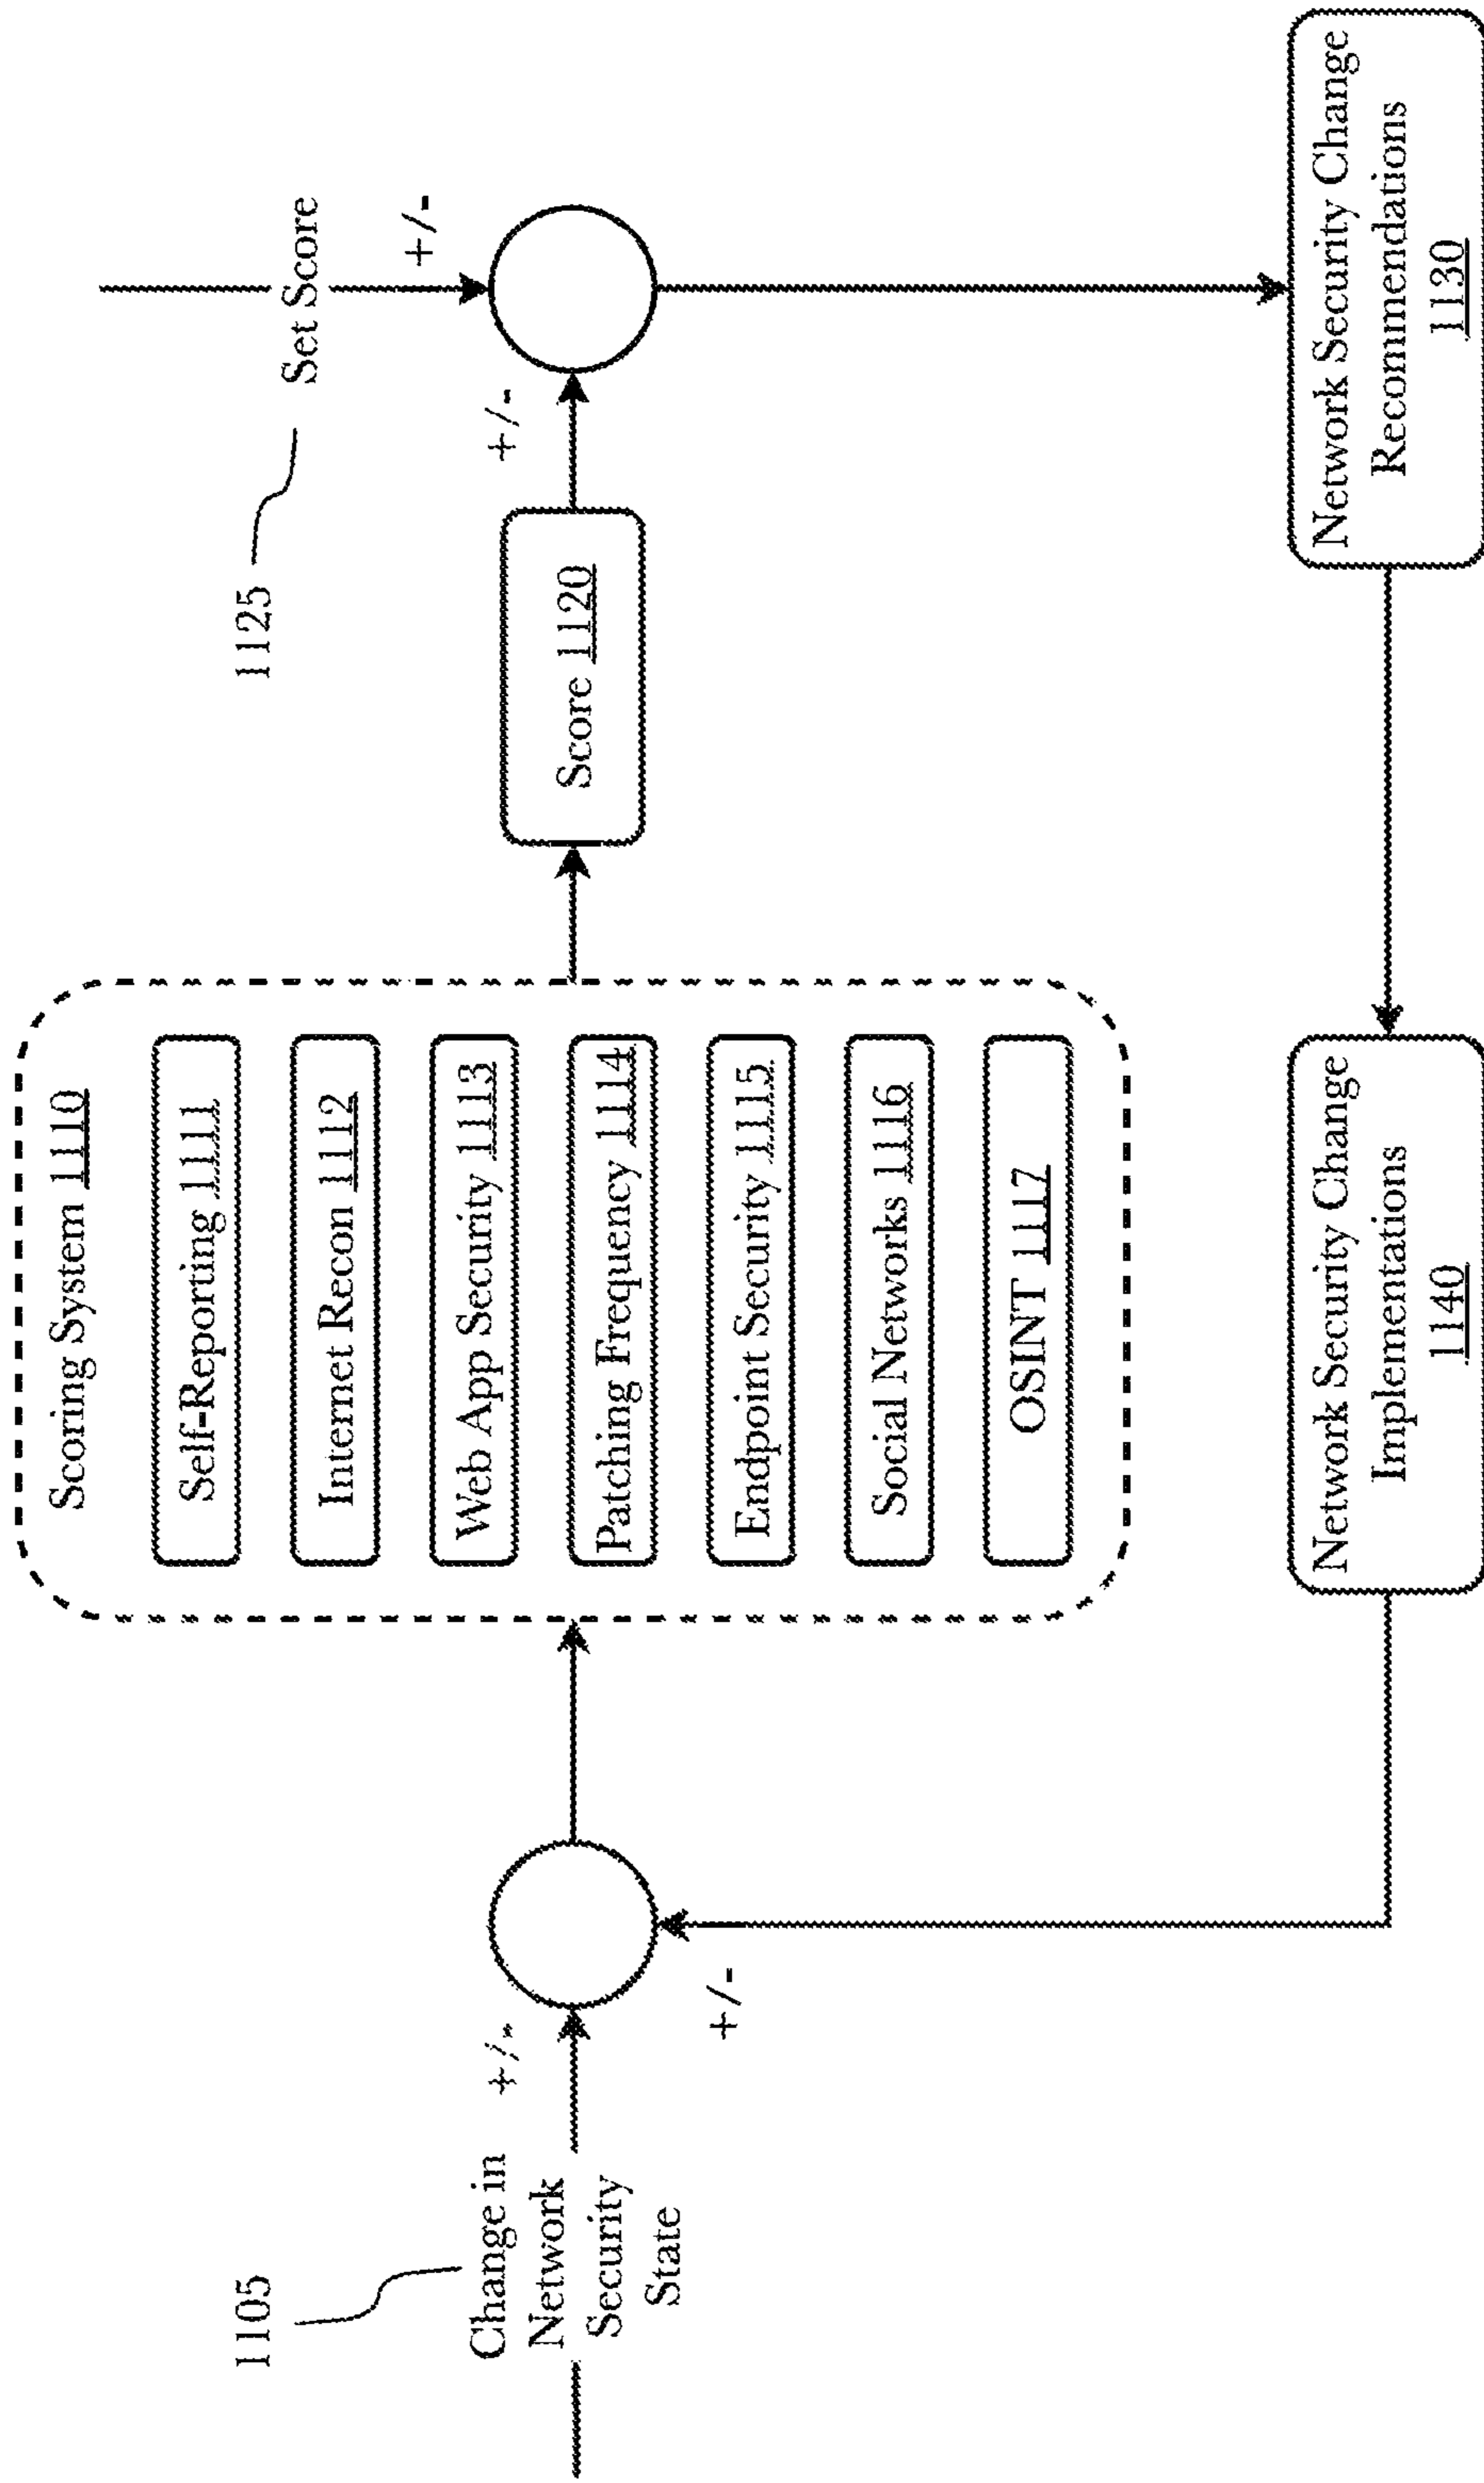 1105
Change in
Network
Security
State
+/-
+/-
Scoring System 1110
Self-Reporting 1111
Internet Recon 1112
Web App Security 1113
Patching Frequency 1114
Endpoint Security 1115
Social Networks 1116
OSINT 1117
Score 1120
+/-
1125
Set Score
+/-
Network Security Change
Implementations
1140
Network Security Change
Recommendations
1130